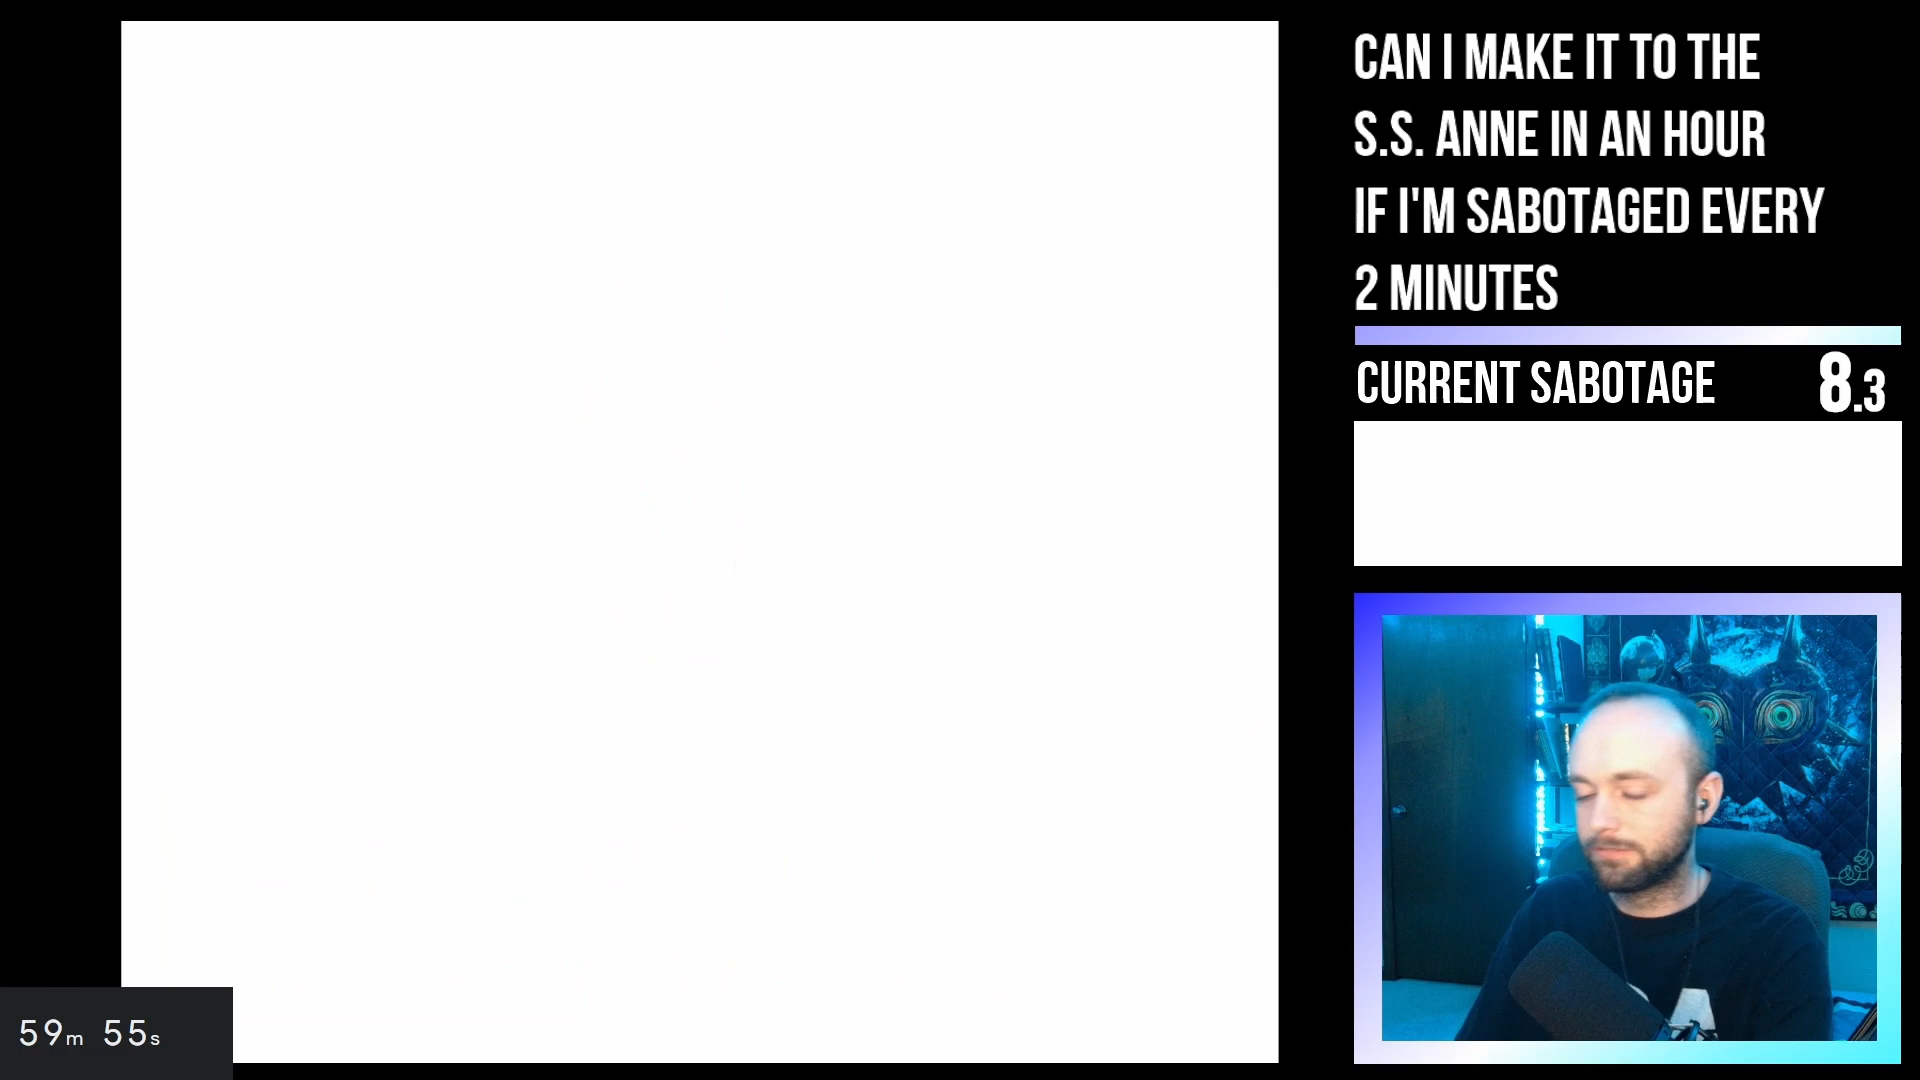 CAN I MAKE IT TO THE
S.S. ANNE IN AN HOUR
IF I'M SABOTAGED EVERY
2 MINUTES
CURRENT SABOTAGE 8.3
59m 55s